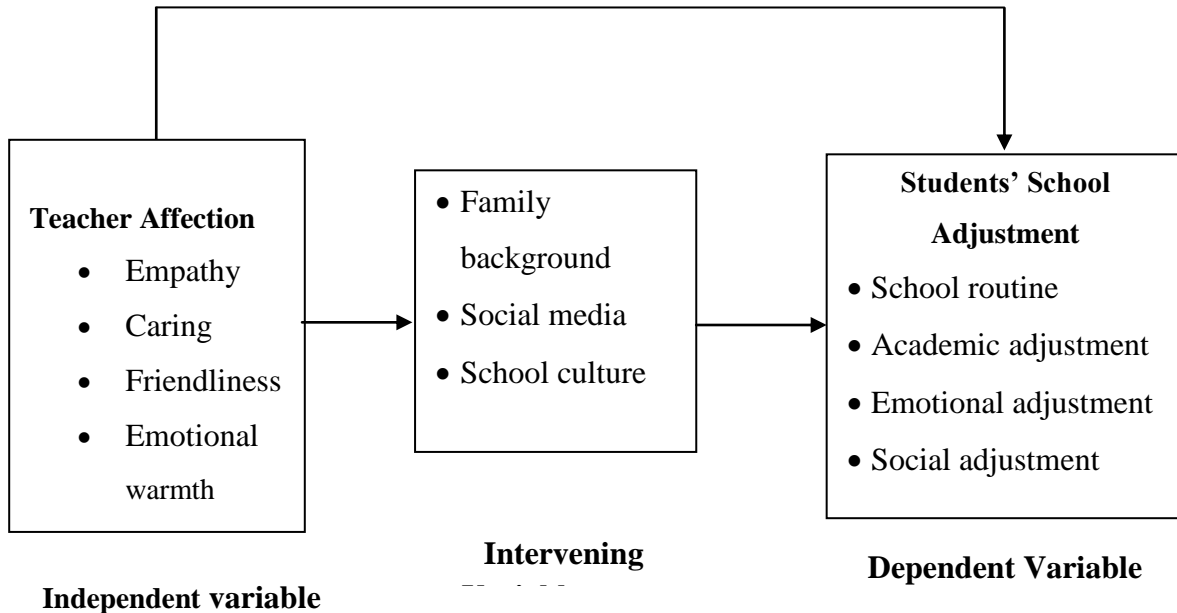 Teacher Affection
• Empathy
• Caring
• Friendliness
• Emotional
warmth
Independent variable
• Family
background
• Social media
• School culture
Intervening
Students’ School
Adjustment
• School routine
• Academic adjustment
• Emotional adjustment
• Social adjustment
Dependent Variable